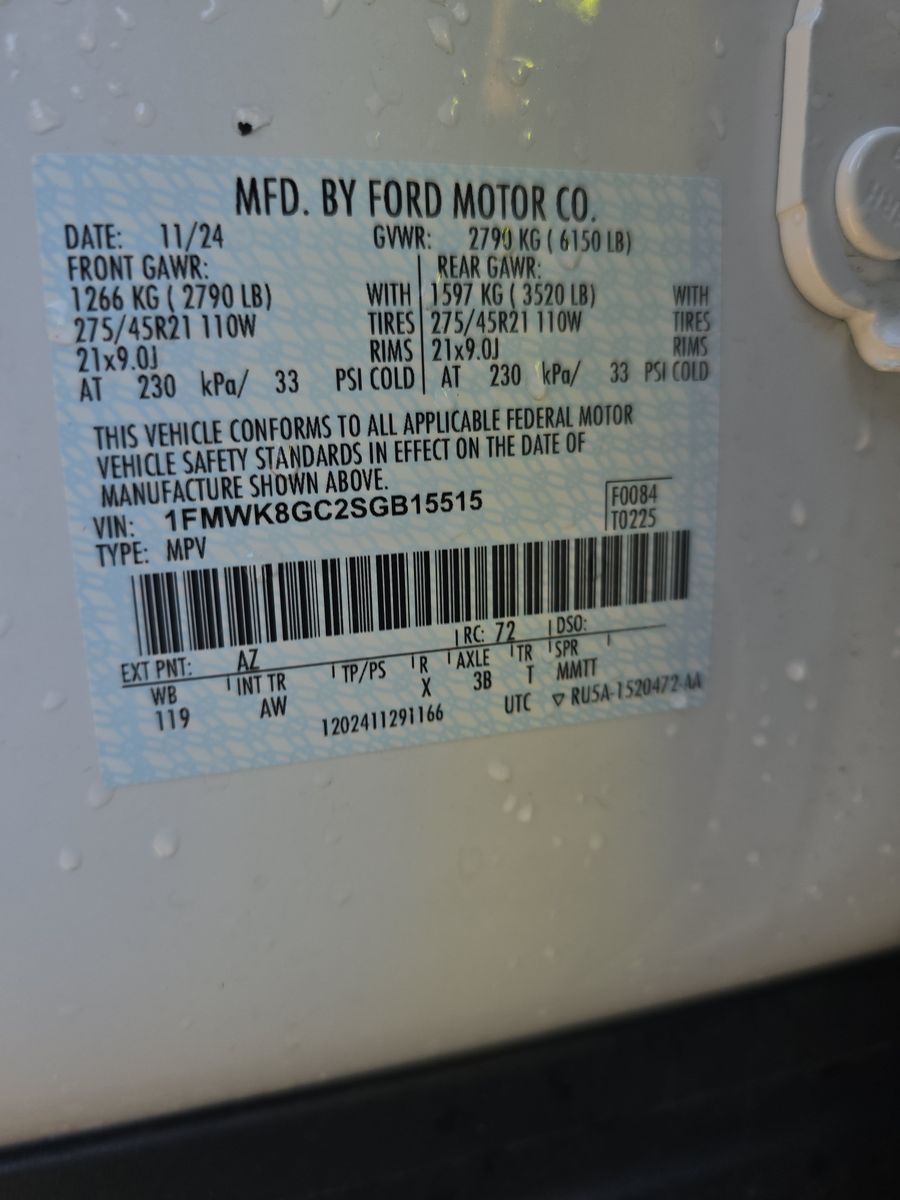 MFD. BY FORD MOTOR CO.
DATE: 11/24 GVWR: 2790 KG ( 6150 LB)
FRONT GAWR: REAR GAWR:
1266 KG ( 2790 LB) WITH 1597 KG ( 3520 LB) WITH
275/45R21 110W TIRES 275/45R21 110W TIRES
21x9.0J RIMS 21x9.0J RIMS
AT 230 kPa/ 33 PSI COLD AT 230 kPa/ 33 PSI COLD
THIS VEHICLE CONFORMS TO ALL APPLICABLE FEDERAL MOTOR
VEHICLE SAFETY STANDARDS IN EFFECT ON THE DATE OF
MANUFACTURE SHOWN ABOVE.
VIN: 1FMWK8GC2SGB15515 F0084
TYPE: MPV T0225
EXT PNT: AZ RC: 72 DSO:
WB INT TR TP/PS R AXLE TR SPR
119 AW X 3B T MMTT
1202411291166 UTC ▽ RU5A-1520472-AA